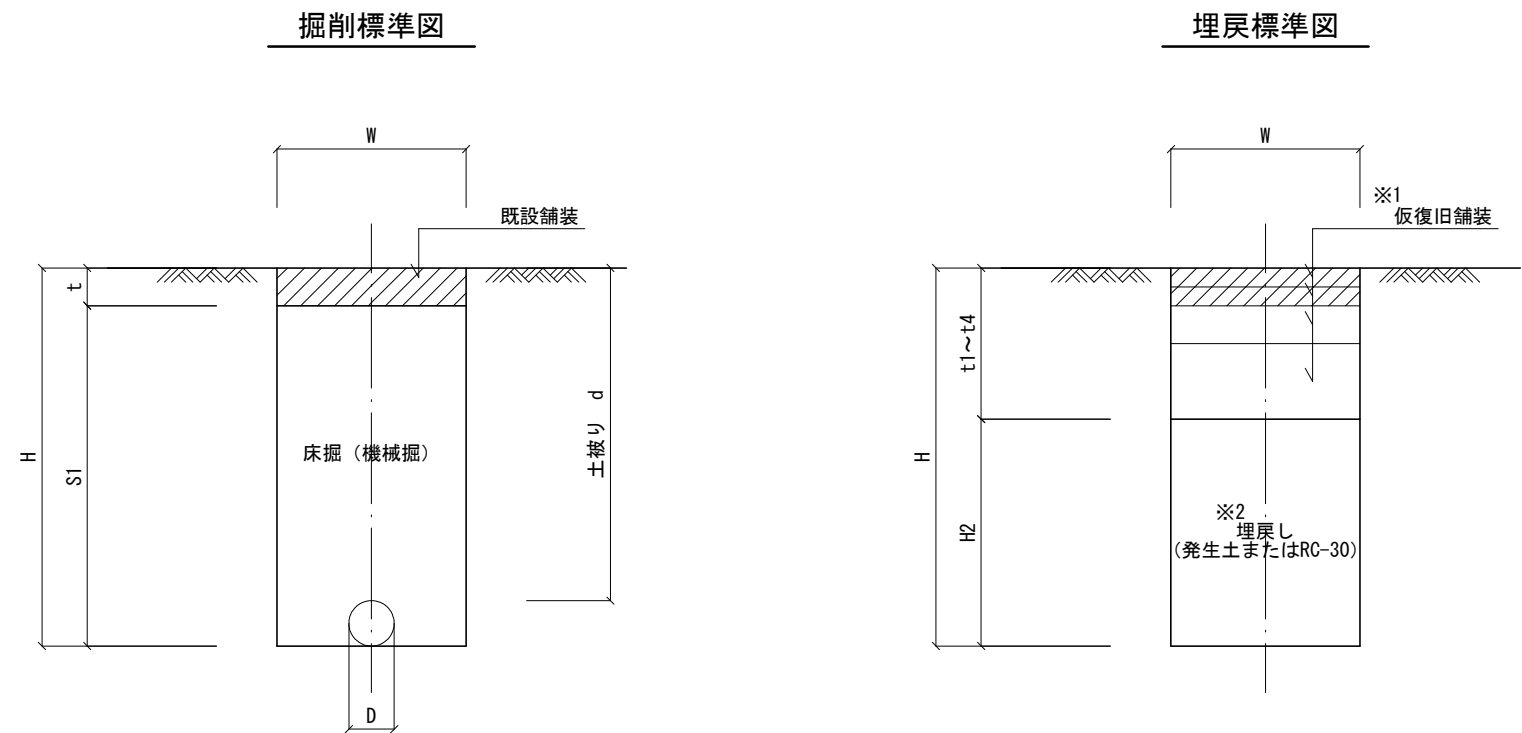 掘削標準図
W
既設舗装
t
H
S1
床掘（機械掘）
土被り d
D
埋戻標準図
W
※1
仮復旧舗装
t1～t4
H
H2
※2
埋戻し
（発生土またはRC-30）